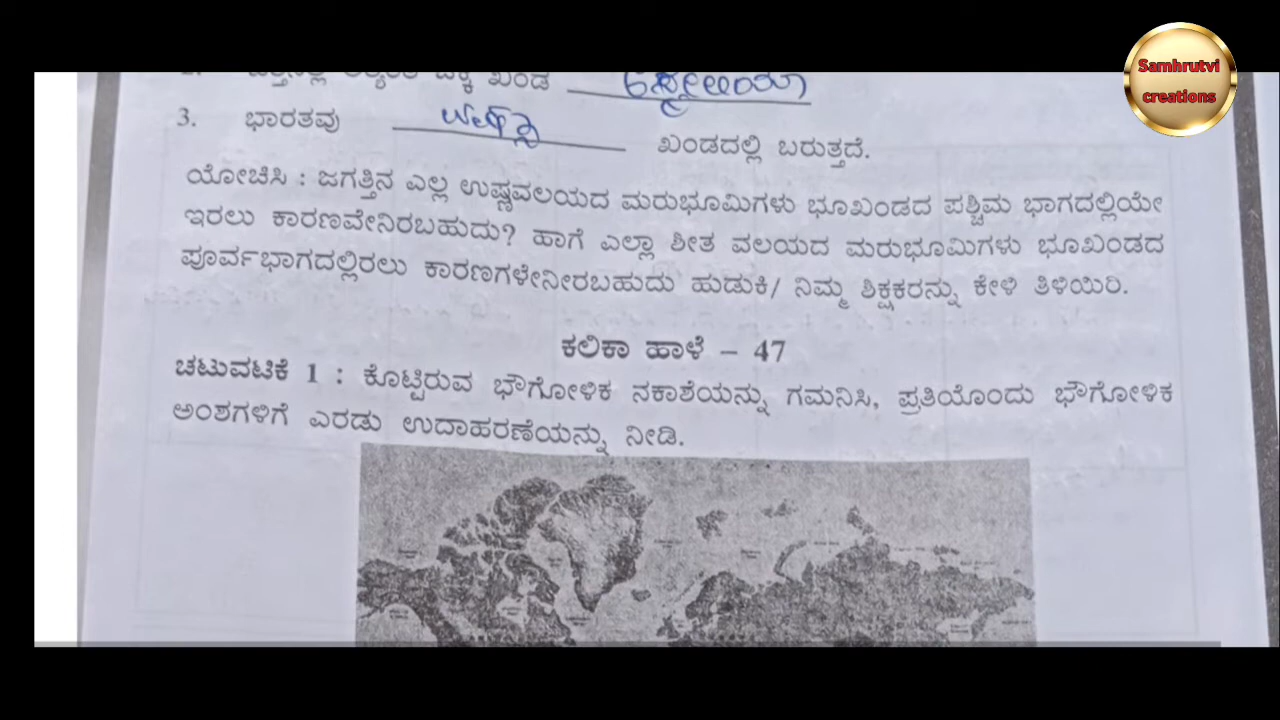 ಖಂಡ ಆಸ್ಟ್ರೇಲಿಯಾ
3. ಭಾರತವು ಏಷ್ಯಾ ಖಂಡದಲ್ಲಿ ಬರುತ್ತದೆ.
ಯೋಚಿಸಿ : ಜಗತ್ತಿನ ಎಲ್ಲ ಉಷ್ಣವಲಯದ ಮರುಭೂಮಿಗಳು ಭೂಖಂಡದ ಪಶ್ಚಿಮ ಭಾಗದಲ್ಲಿಯೇ
ಇರಲು ಕಾರಣವೇನಿರಬಹುದು? ಹಾಗೆ ಎಲ್ಲಾ ಶೀತ ವಲಯದ ಮರುಭೂಮಿಗಳು ಭೂಖಂಡದ
ಪೂರ್ವಭಾಗದಲ್ಲಿರಲು ಕಾರಣಗಳೇನೀರಬಹುದು ಹುಡುಕಿ/ ನಿಮ್ಮ ಶಿಕ್ಷಕರನ್ನು ಕೇಳಿ ತಿಳಿಯಿರಿ.
ಕಲಿಕಾ ಹಾಳೆ – 47
ಚಟುವಟಿಕೆ 1 : ಕೊಟ್ಟಿರುವ ಭೌಗೋಳಿಕ ನಕಾಶೆಯನ್ನು ಗಮನಿಸಿ, ಪ್ರತಿಯೊಂದು ಭೌಗೋಳಿಕ
ಅಂಶಗಳಿಗೆ ಎರಡು ಉದಾಹರಣೆಯನ್ನು ನೀಡಿ.
Samhrutvi
creations